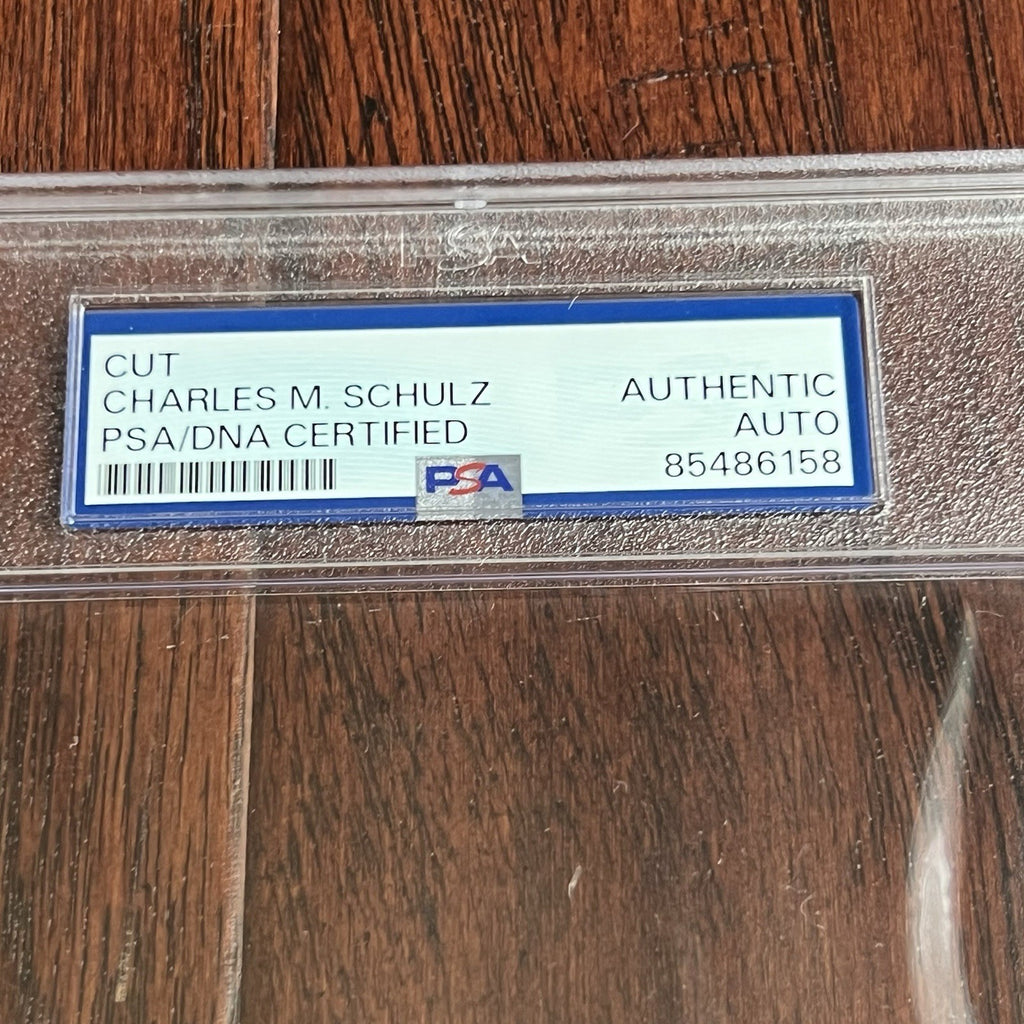 CUT
CHARLES M. SCHULZ
PSA/DNA CERTIFIED
AUTHENTIC
AUTO
85486158
PSA